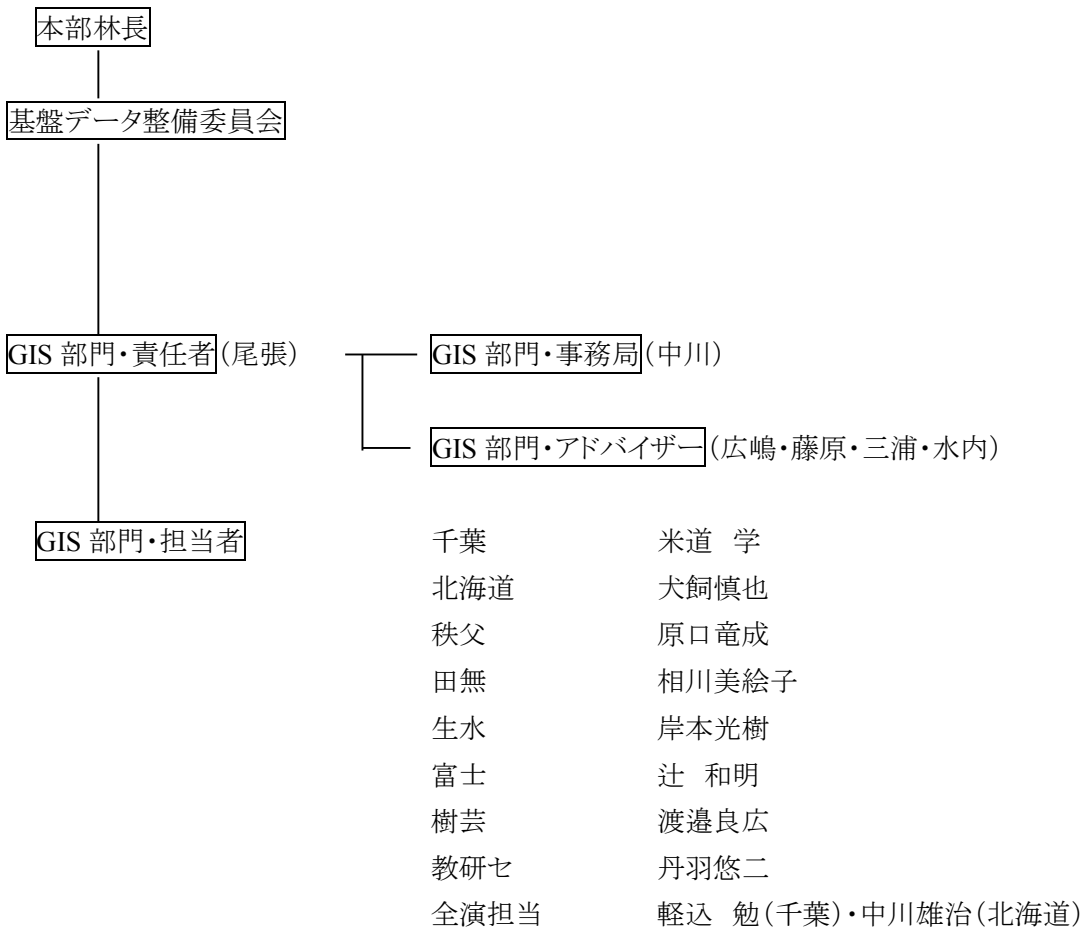 本部林長
基盤データ整備委員会
GIS 部門・責任者(尾張) GIS 部門・事務局(中川)
GIS 部門・アドバイザー(広嶋・藤原・三浦・水内)
GIS 部門・担当者 千葉 米道 学
北海道 犬飼慎也
秩父 原口竜成
田無 相川美絵子
生水 岸本光樹
富士 辻 和明
樹芸 渡邉良広
教研セ 丹羽悠二
全演担当 軽込 勉(千葉)・中川雄治(北海道)